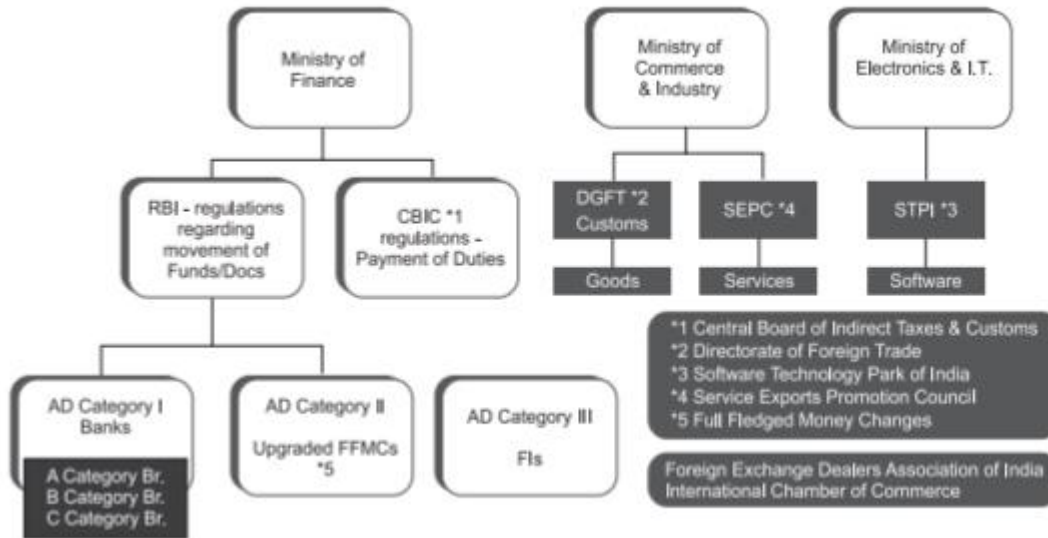 Ministry of
Finance
Ministry of
Commerce
& Industry
Ministry of
Electronics & I.T.
RBI - regulations
regarding
movement of
Funds/Docs
CBIC *1
regulations -
Payment of Duties
DGFT *2
Customs
SEPC *4
STPI *3
Goods
Services
Software
AD Category I
Banks
A Category Br.
B Category Br.
C Category Br.
AD Category II
Upgraded FFMCs
*5
AD Category III
FIs
*1 Central Board of Indirect Taxes & Customs
*2 Directorate of Foreign Trade
*3 Software Technology Park of India
*4 Service Exports Promotion Council
*5 Full Fledged Money Changes
Foreign Exchange Dealers Association of India
International Chamber of Commerce